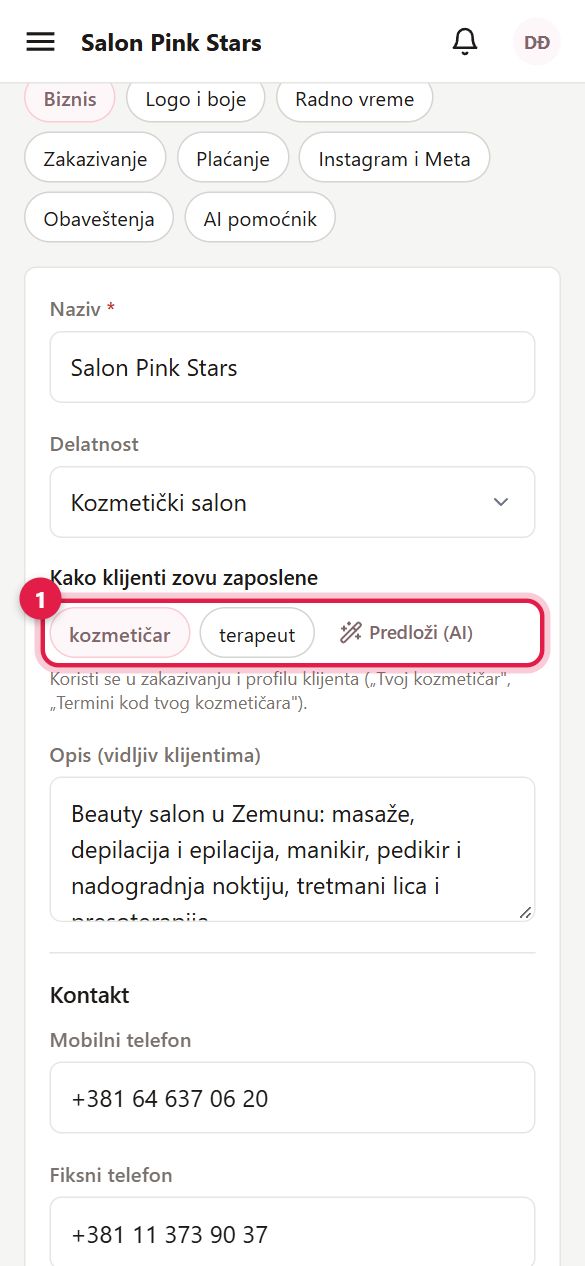 Salon Pink Stars
DĐ
Biznis
Logo i boje
Radno vreme
Zakazivanje
Plaćanje
Instagram i Meta
Obaveštenja
AI pomoćnik
Naziv *
Salon Pink Stars
Delatnost
Kozmetički salon
Kako klijenti zovu zaposlene
1
kozmetičar
terapeut
Predloži (AI)
Koristi se u zakazivanju i profilu klijenta („Tvoj kozmetičar",
„Termini kod tvog kozmetičara").
Opis (vidljiv klijentima)
Beauty salon u Zemunu: masaže,
depilacija i epilacija, manikir, pedikir i
nadogradnja noktiju, tretmani lica i
Kontakt
Mobilni telefon
+381 64 637 06 20
Fiksni telefon
+381 11 373 90 37